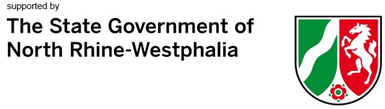 supported by
The State Government of
North Rhine-Westphalia